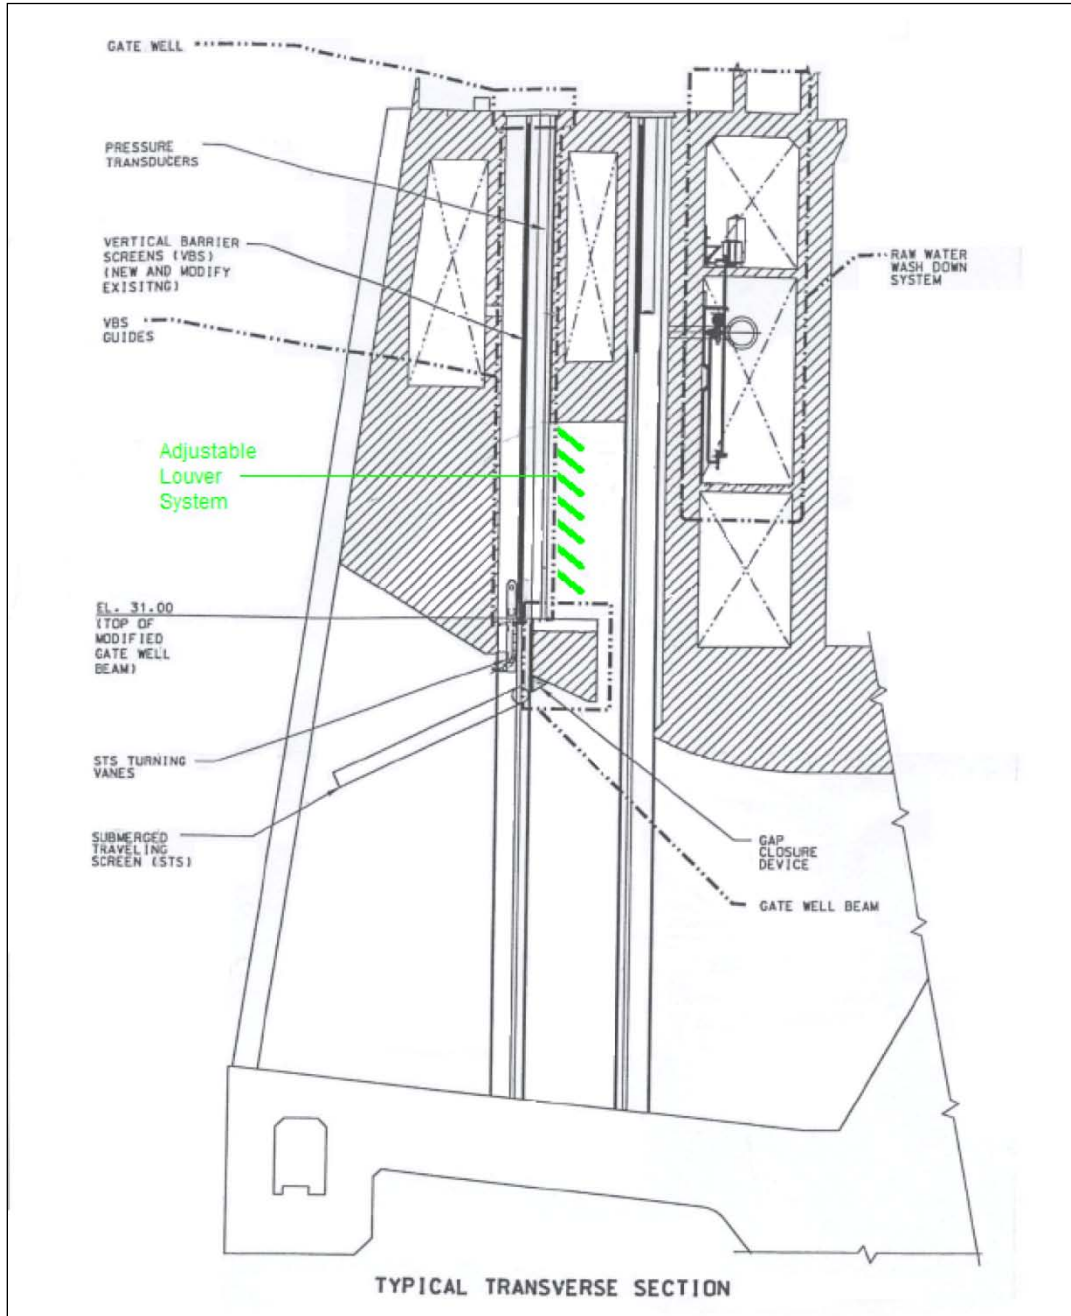 GATE WELL
PRESSURE
TRANSDUCERS
VERTICAL BARRIER
SCREENS (VBS)
(NEW AND MODIFY
EXISITNG)
VBS
GUIDES
RAW WATER
WASH DOWN
SYSTEM
Adjustable
Louver
System
EL. 31.00
(TOP OF
MODIFIED
GATE WELL
BEAM)
STS TURNING
VANES
SUBMERGED
TRAVELING
SCREEN (STS)
GAP
CLOSURE
DEVICE
GATE WELL BEAM
TYPICAL TRANSVERSE SECTION